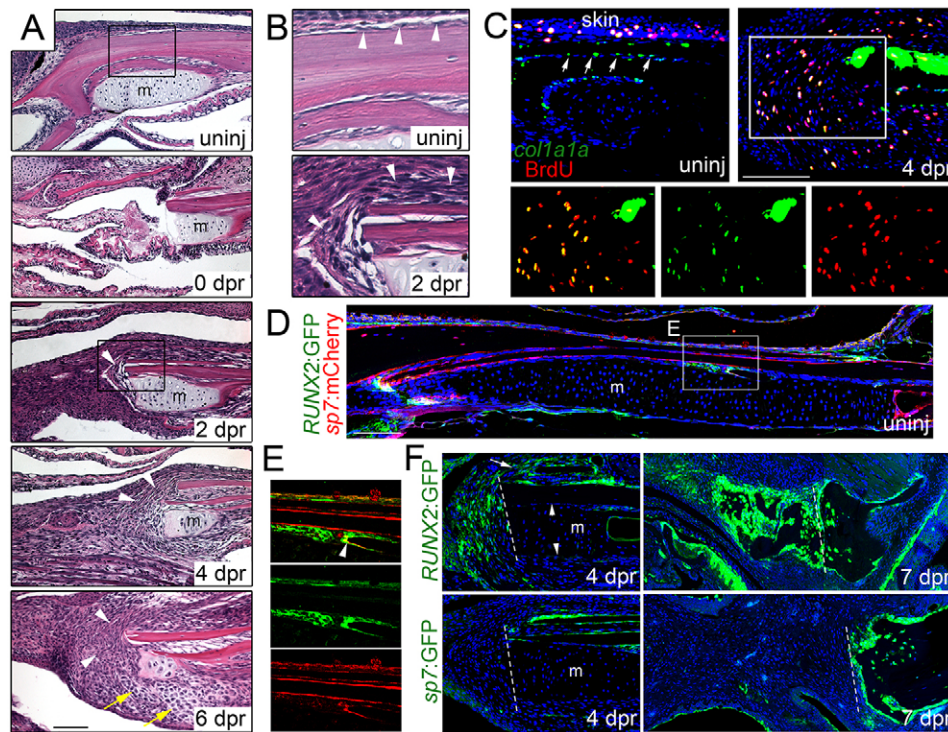 A
m
uninj
m
0 dpr
m
2 dpr
m
4 dpr
6 dpr
B
uninj
2 dpr
C
skin
col1a1a
BrdU
uninj
4 dpr
D
RUNX2:GFP
sp7:mCherry
E
m
uninj
E
F
RUNX2:GFP
m
4 dpr
7 dpr
sp7:GFP
m
4 dpr
7 dpr